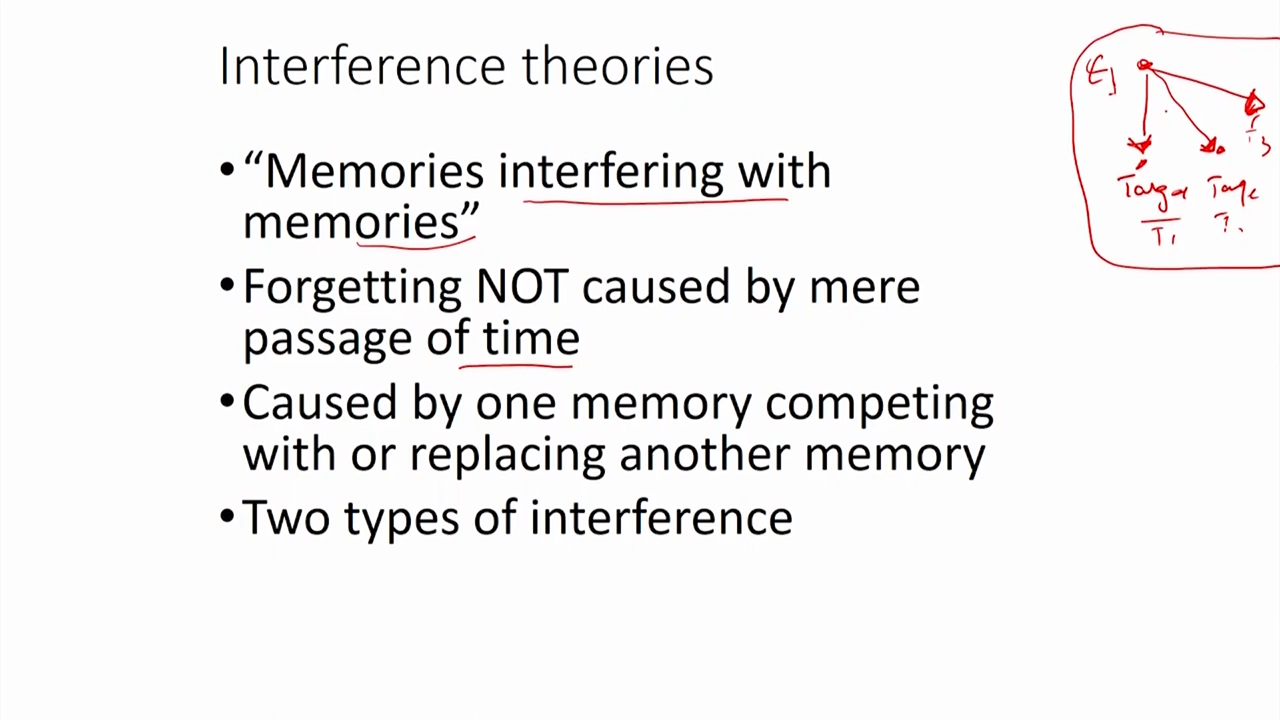 Interference theories
•“Memories interfering with
memories”
•Forgetting NOT caused by mere
passage of time
•Caused by one memory competing
with or replacing another memory
•Two types of interference
Target
T1